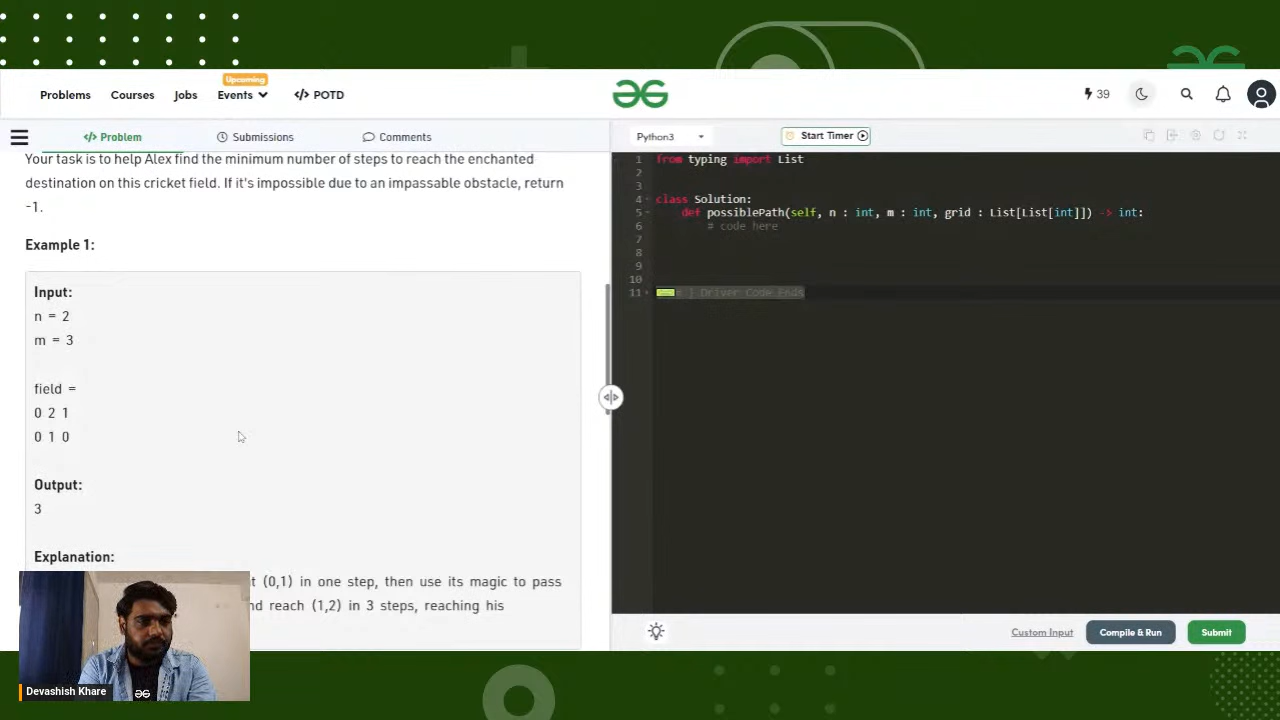 Upcoming
Problems Courses Jobs Events </> POTD
39
</> Problem Submissions Comments
Python3 Start Timer
Your task is to help Alex find the minimum number of steps to reach the enchanted
destination on this cricket field. If it's impossible due to an impassable obstacle, return
-1.
Example 1:
Input:
n = 2
m = 3
field =
0 2 1
0 1 0
Output:
3
Explanation:
(0,1) in one step, then use its magic to pass
reach (1,2) in 3 steps, reaching his
1 from typing import List
2
3
4 class Solution:
5 def possiblePath(self, n : int, m : int, grid : List[List[int]]) -> int:
6 # code here
7
8
9
10
11 } Driver Code Ends
Custom Input Compile & Run Submit
Devashish Khare